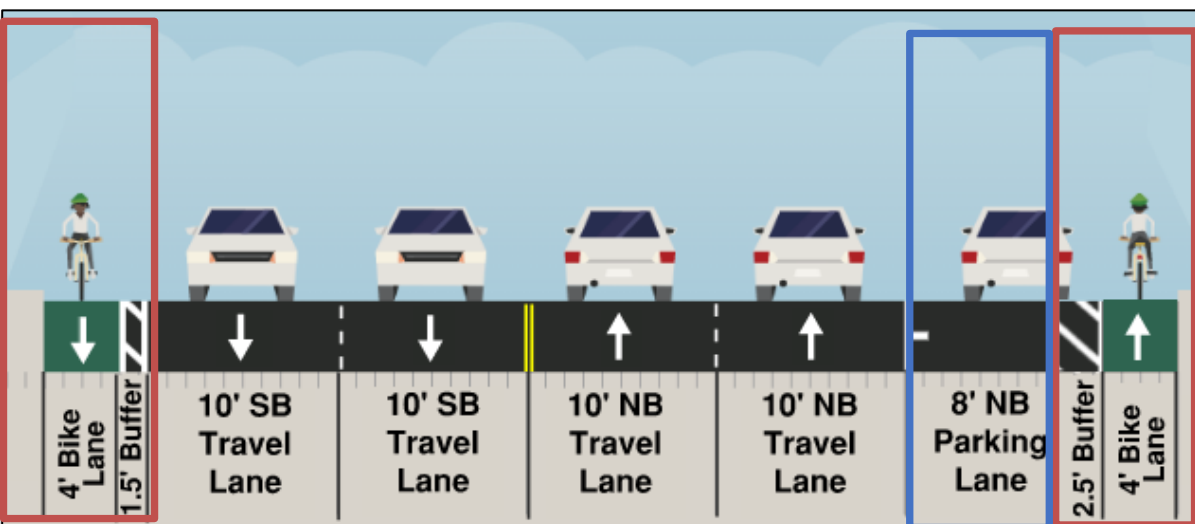 4' Bike
Lane
1.5' Buffer
10' SB
Travel
Lane
10' SB
Travel
Lane
10' NB
Travel
Lane
10' NB
Travel
Lane
8' NB
Parking
Lane
2.5' Buffer
4' Bike
Lane